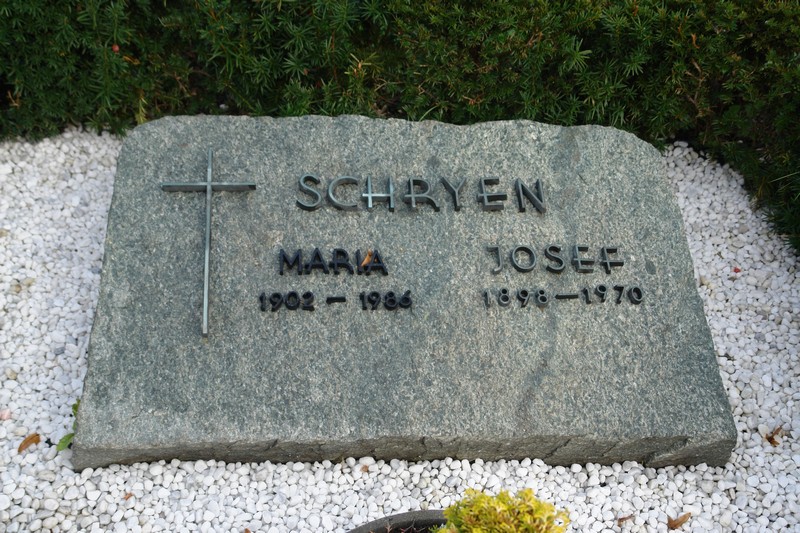 SCHRYEN
MARIA JOSEF
1902 – 1986 1898 – 1970